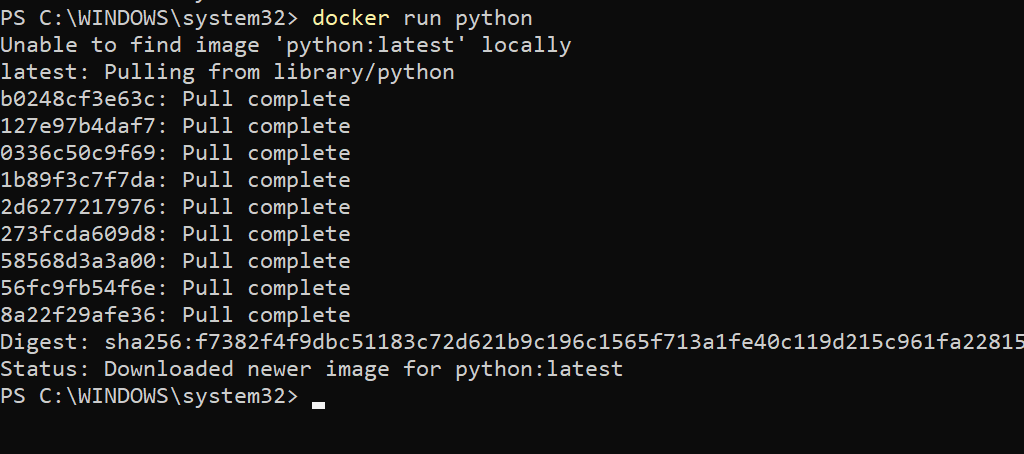 PS C:\WINDOWS\system32> docker run python
Unable to find image 'python:latest' locally
latest: Pulling from library/python
b0248cf3e63c: Pull complete
127e97b4daf7: Pull complete
0336c50c9f69: Pull complete
1b89f3c7f7da: Pull complete
2d6277217976: Pull complete
273fcda609d8: Pull complete
58568d3a3a00: Pull complete
56fc9fb54f6e: Pull complete
8a22f29afe36: Pull complete
Digest: sha256:f7382f4f9dbc51183c72d621b9c196c1565f713a1fe40c119d215c961fa22815
Status: Downloaded newer image for python:latest
PS C:\WINDOWS\system32>